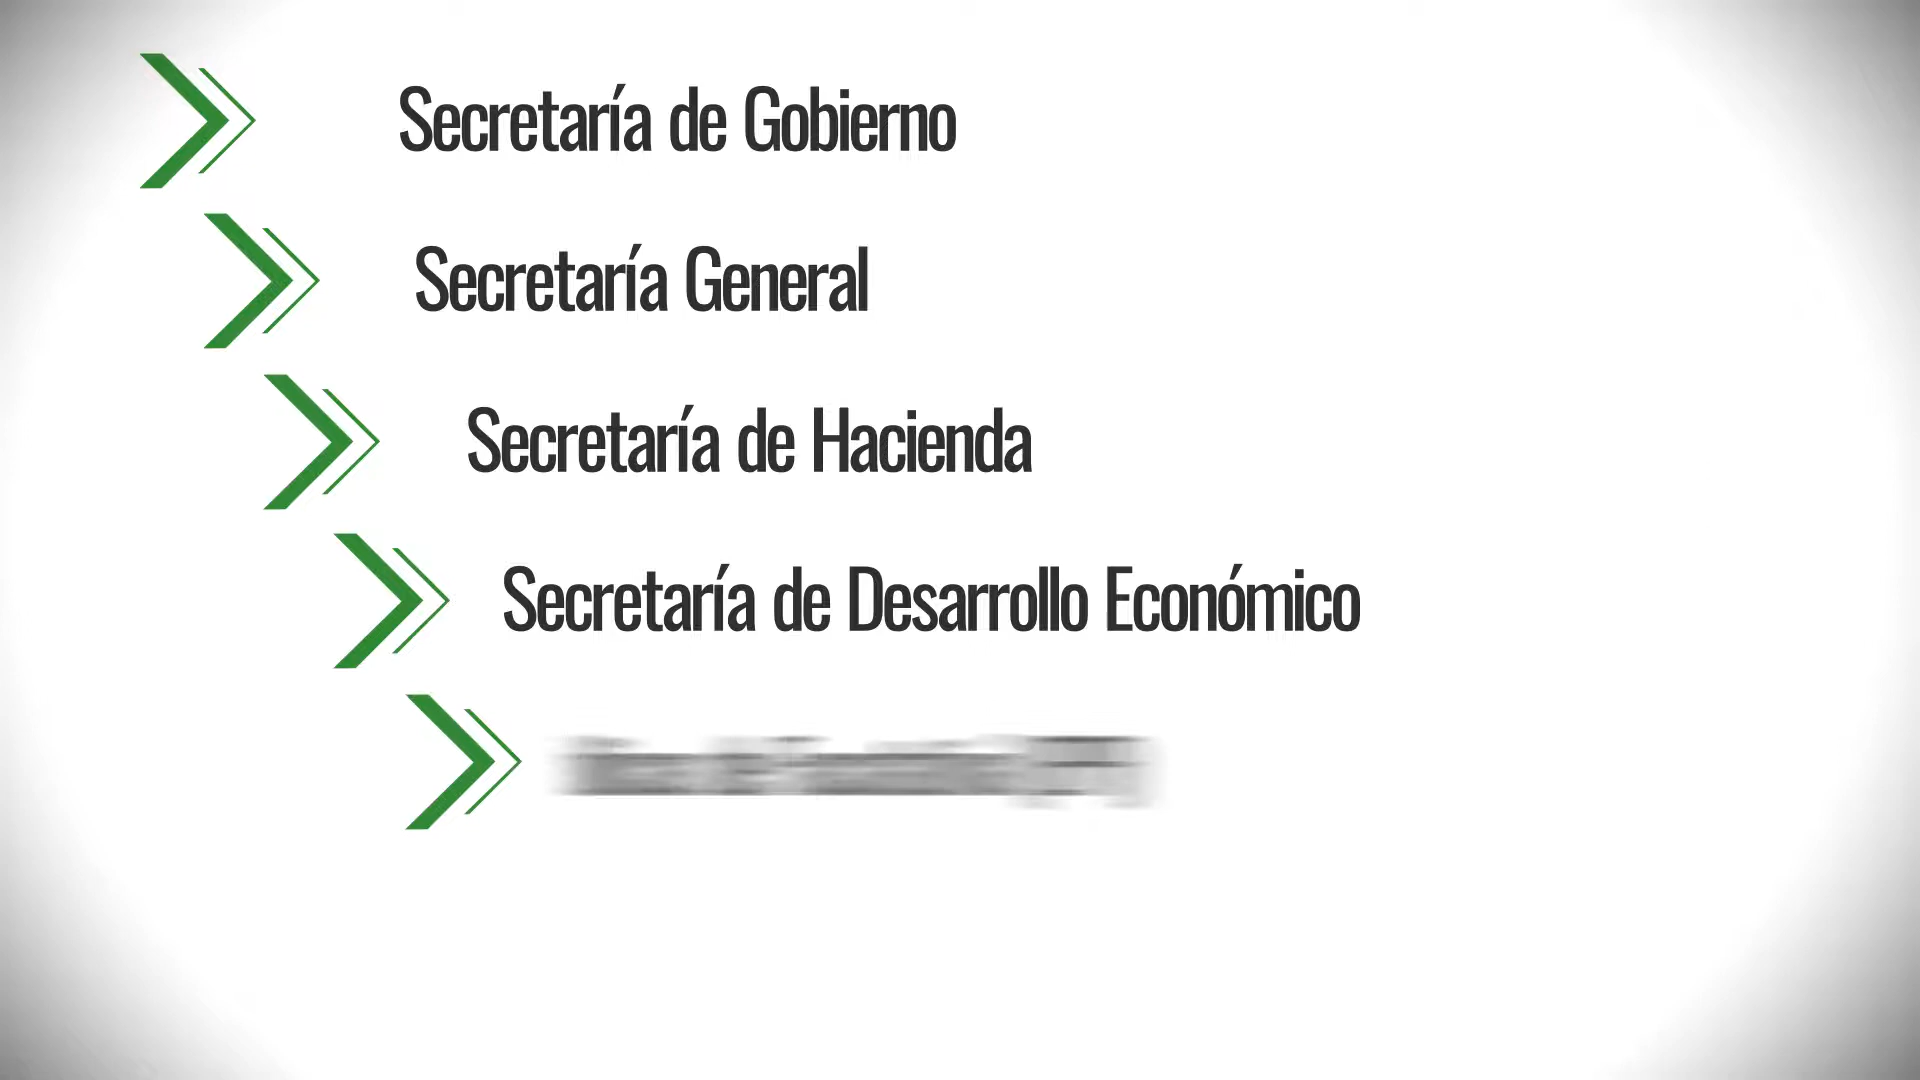 Secretaría de Gobierno
Secretaría General
Secretaría de Hacienda
Secretaría de Desarrollo Económico